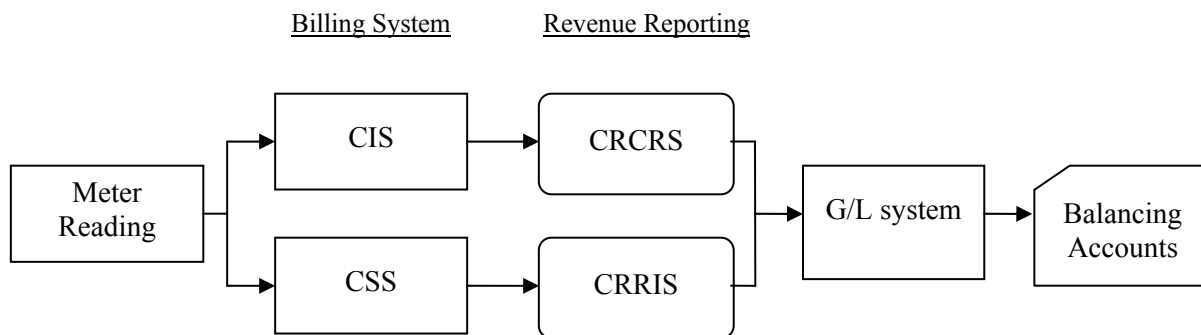 Billing System
Revenue Reporting
CIS
CRCRS
Meter
Reading
G/L system
Balancing
Accounts
CSS
CRRIS